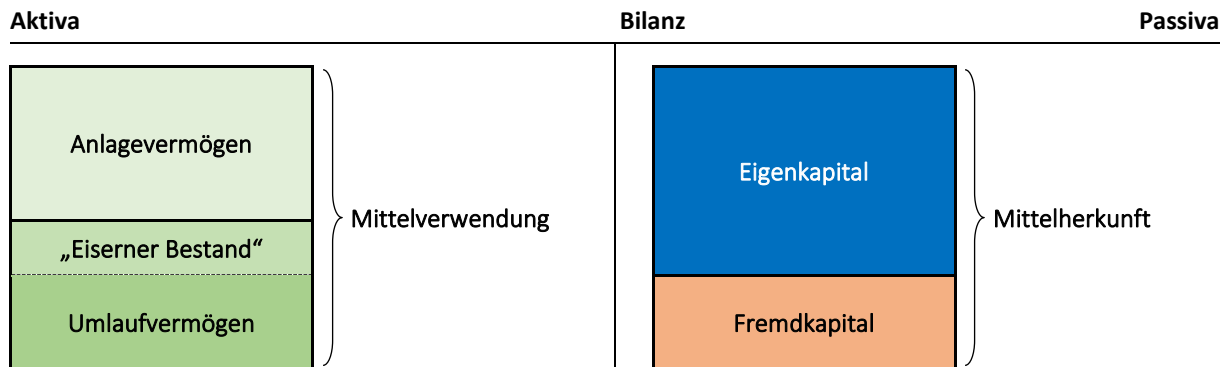 Aktiva Bilanz Passiva
Anlagevermögen
Eigenkapital
Mittelverwendung
Mittelherkunft
„Eiserner Bestand“
Umlaufvermögen
Fremdkapital